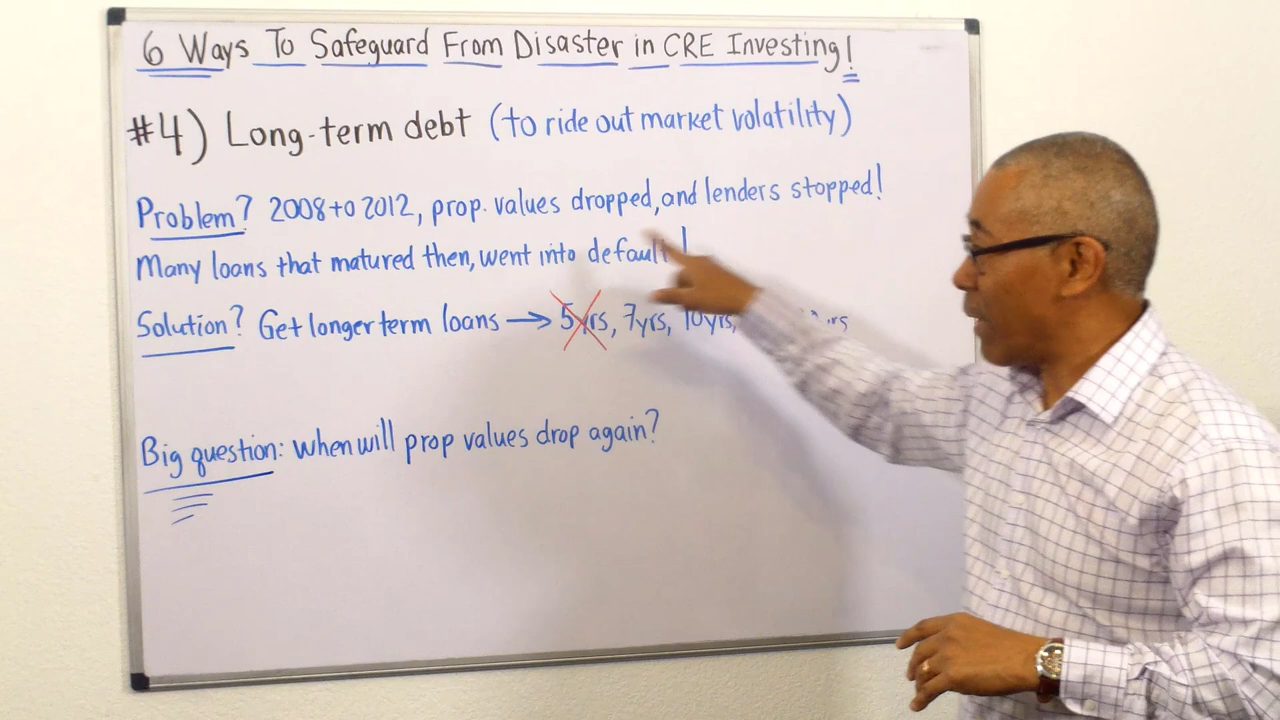 6 Ways To Safeguard From Disaster in CRE Investing!
#4) Long-term debt (to ride out market volatility)
Problem? 2008 to 2012, prop. values dropped, and lenders stopped!
Many loans that matured then, went into default!
Solution? Get longer term loans → 5yrs, 7yrs, 10yrs,
Big question: when will prop values drop again?